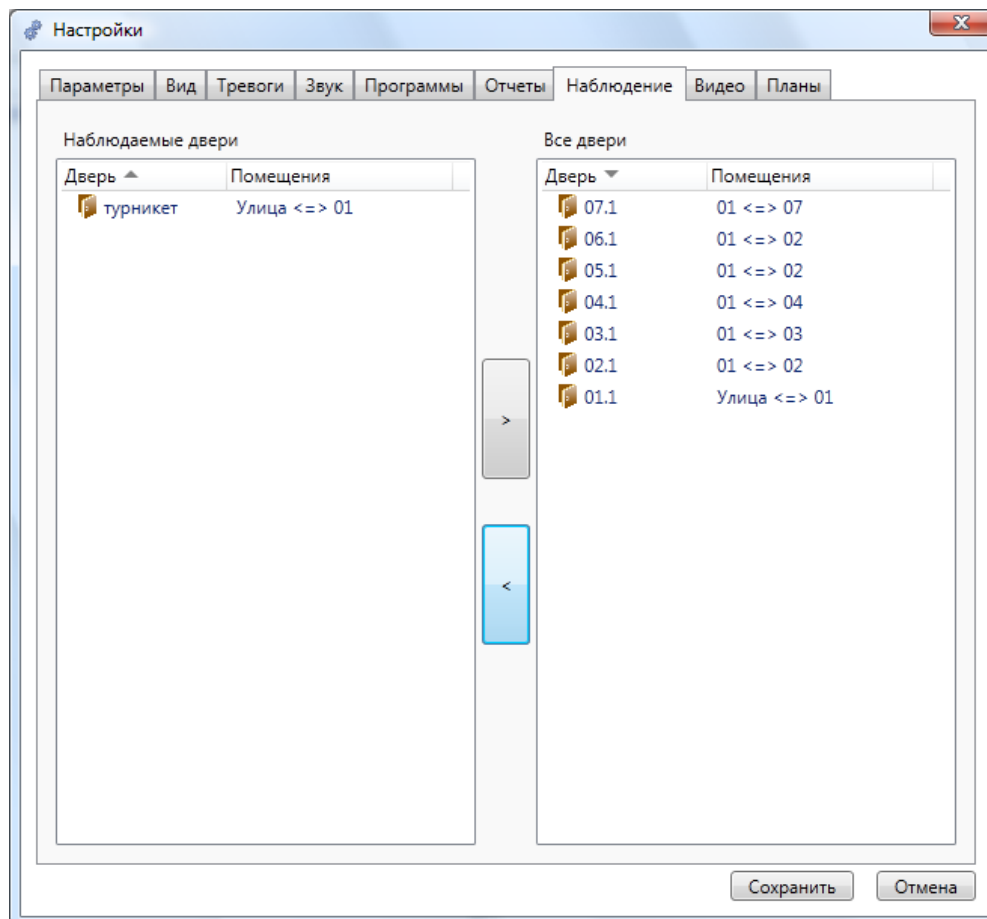 Настройки
Параметры Вид Тревоги Звук Программы Отчеты Наблюдение Видео Планы
Наблюдаемые двери Все двери
Дверь Помещения Дверь Помещения
турникет Улица <=> 01 07.1 01 <=> 07
06.1 01 <=> 02
05.1 01 <=> 02
04.1 01 <=> 04
03.1 01 <=> 03
02.1 01 <=> 02
01.1 Улица <=> 01
>
<
Сохранить Отмена